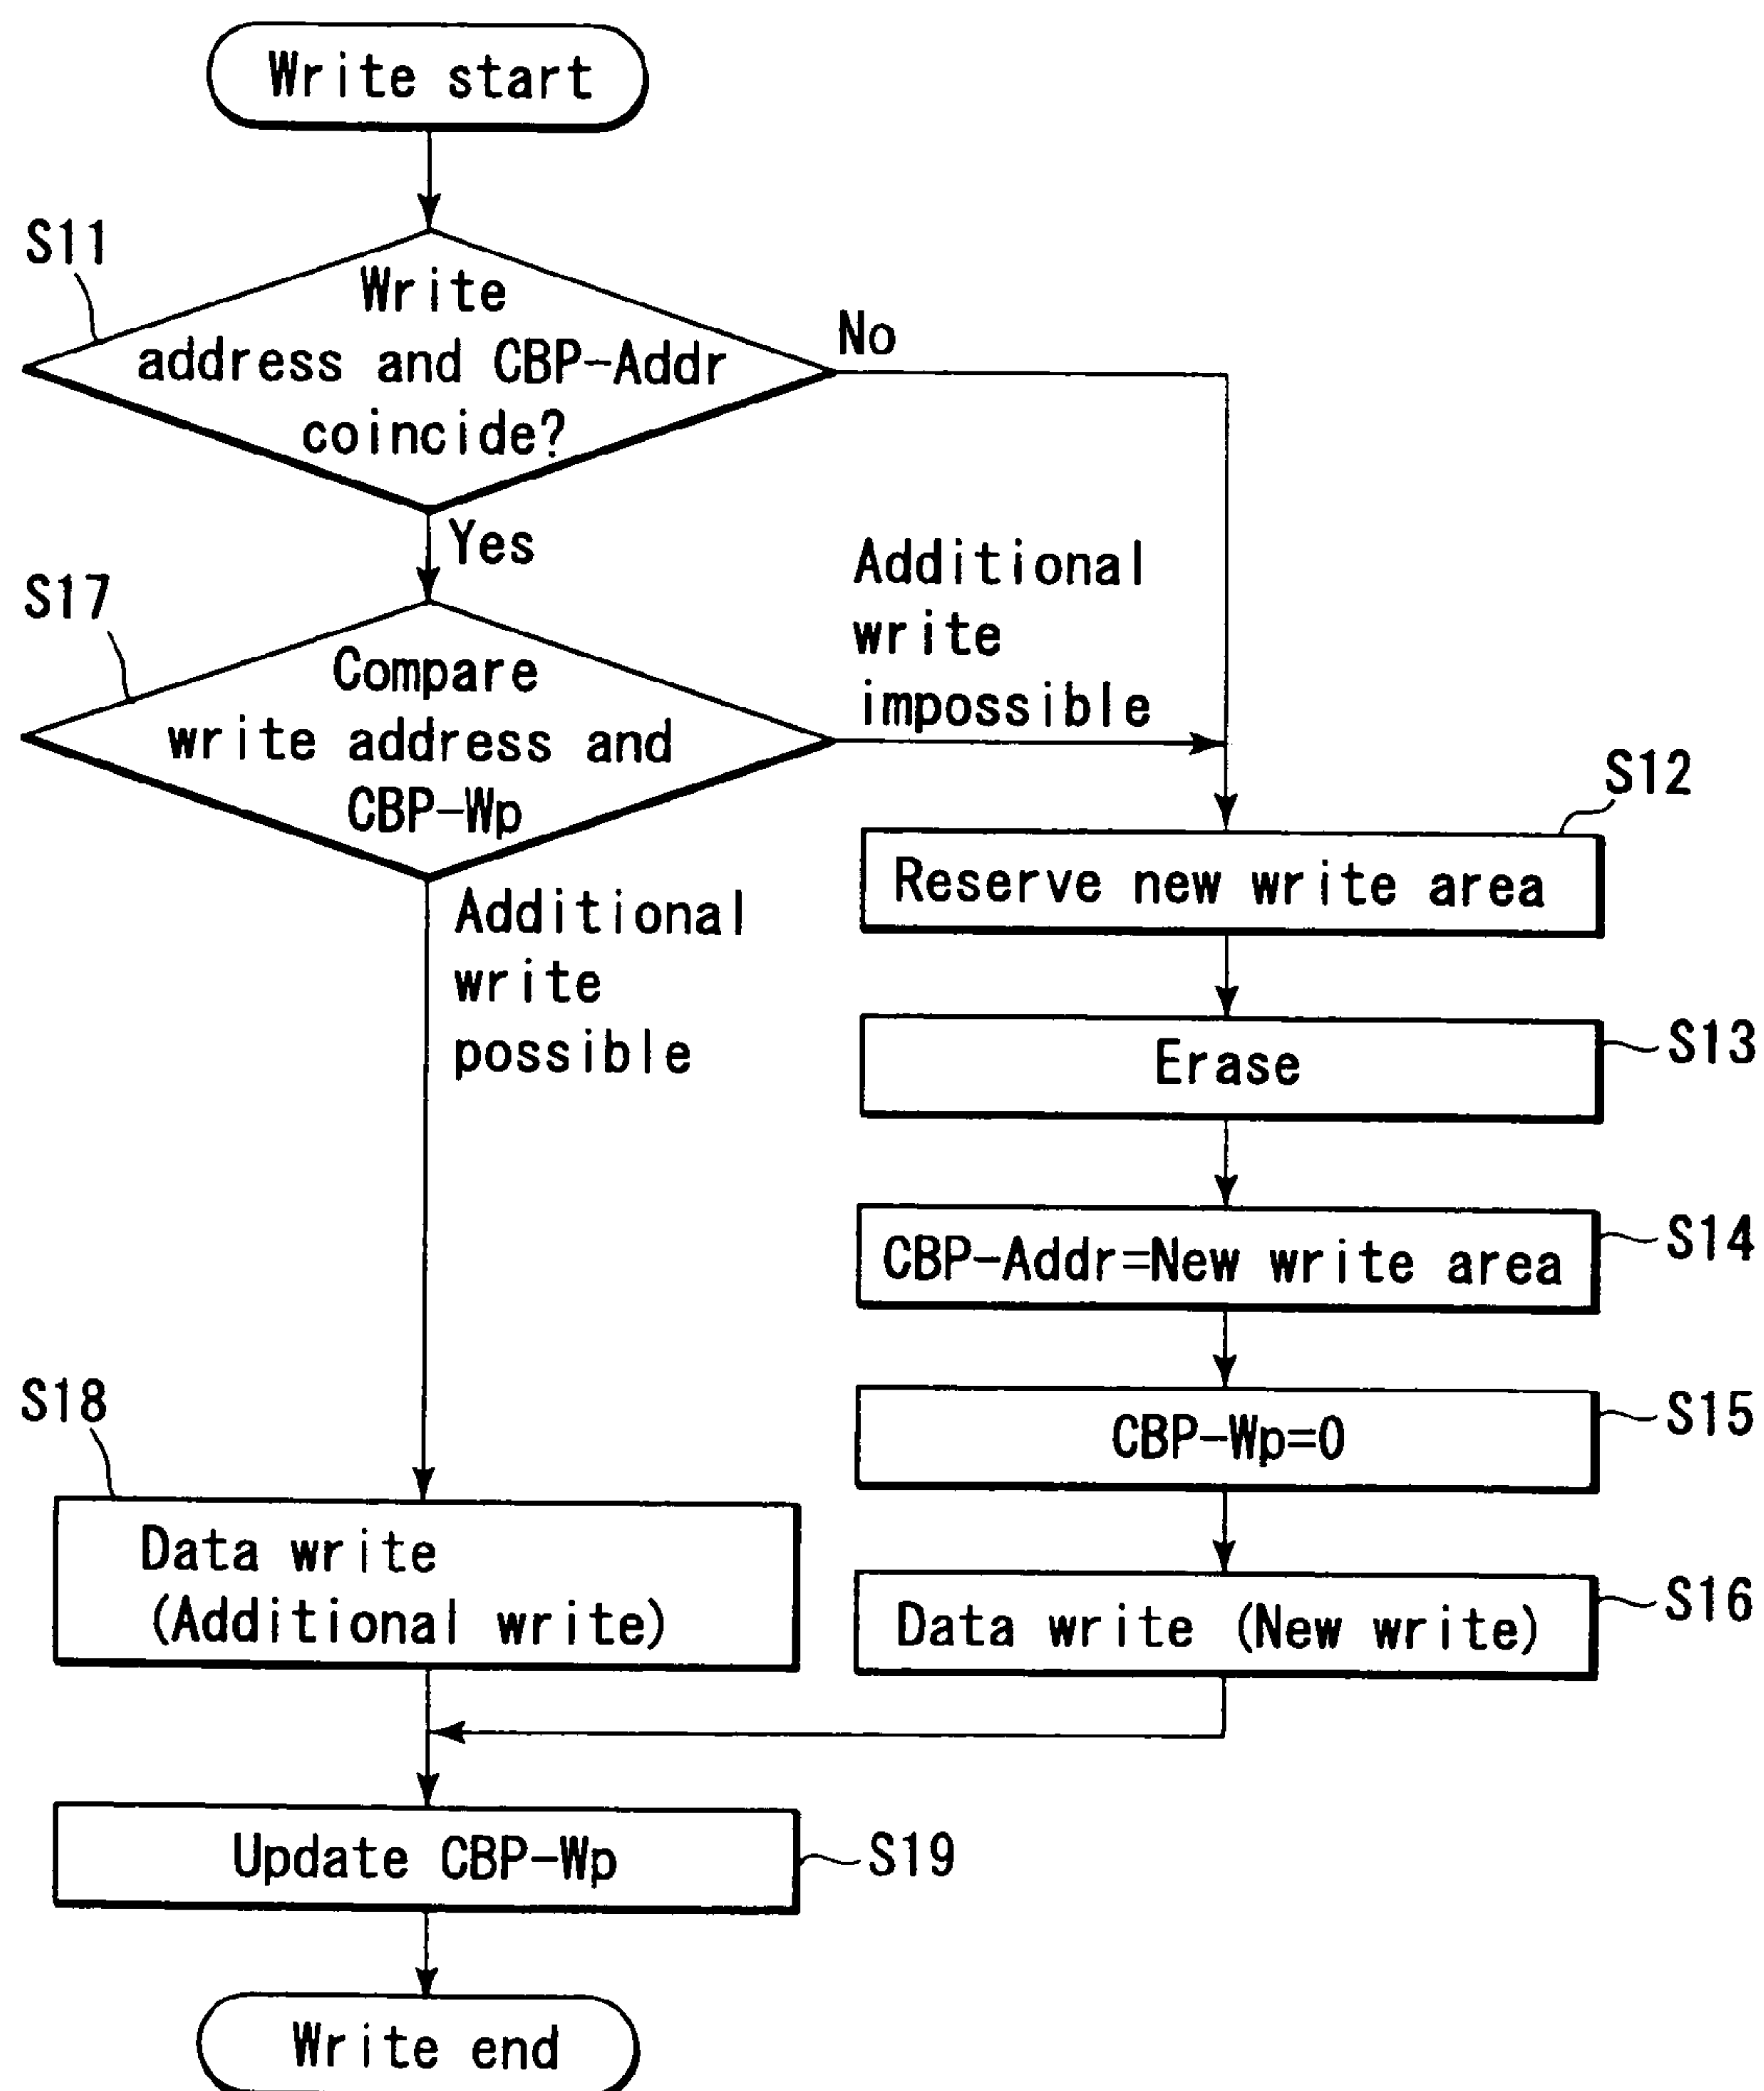 Write start
S11
Write
address and CBP-Addr
coincide?
No
Yes
S17
Compare
write address and
CBP-Wp
Additional
write
impossible
Additional
write
possible
S12
Reserve new write area
Erase
S13
CBP-Addr=New write area
S14
CBP-Wp=0
S15
S18
Data write
(Additional write)
Data write (New write)
S16
Update CBP-Wp
S19
Write end